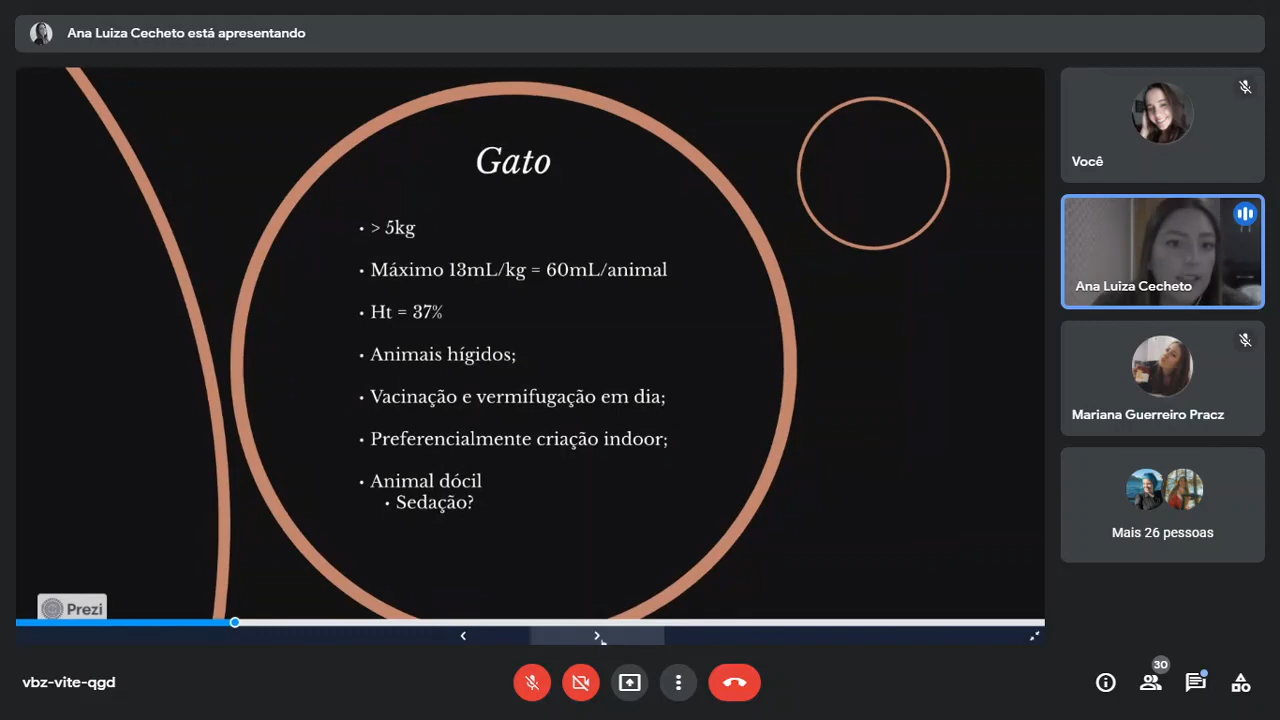 Ana Luiza Cecheto está apresentando
Gato
• > 5kg
• Máximo 13mL/kg = 60mL/animal
• Ht = 37%
• Animais hígidos;
• Vacinação e vermifugação em dia;
• Preferencialmente criação indoor;
• Animal dócil
• Sedação?
Prezi
Você
Ana Luiza Cecheto
Mariana Guerreiro Pracz
Mais 26 pessoas
vbz-vite-qgd
30